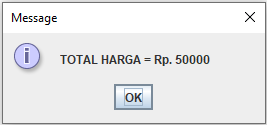 Message
TOTAL HARGA = Rp. 50000
OK